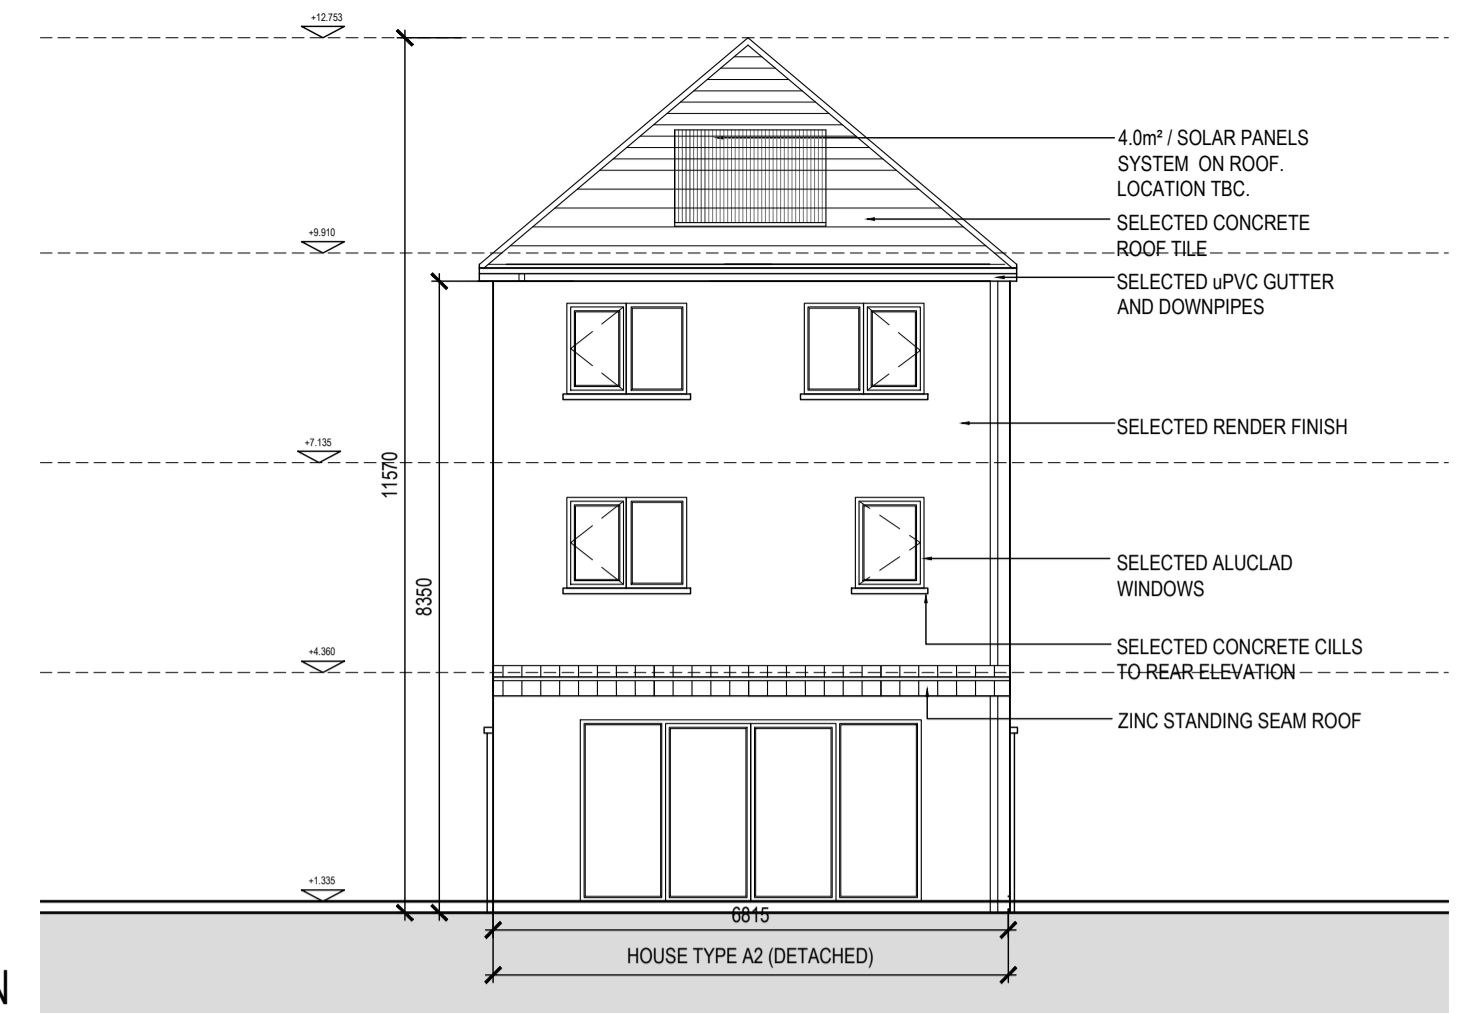 +12.753
4.0m² / SOLAR PANELS
SYSTEM ON ROOF.
LOCATION TBC.
SELECTED CONCRETE
ROOF TILE
+9.910
SELECTED uPVC GUTTER
AND DOWNPIPES
SELECTED RENDER FINISH
+7.135
11570
SELECTED ALUCLAD
WINDOWS
8350
SELECTED CONCRETE CILLS
TO REAR ELEVATION
+4.360
ZINC STANDING SEAM ROOF
+1.335
6815
HOUSE TYPE A2 (DETACHED)
N